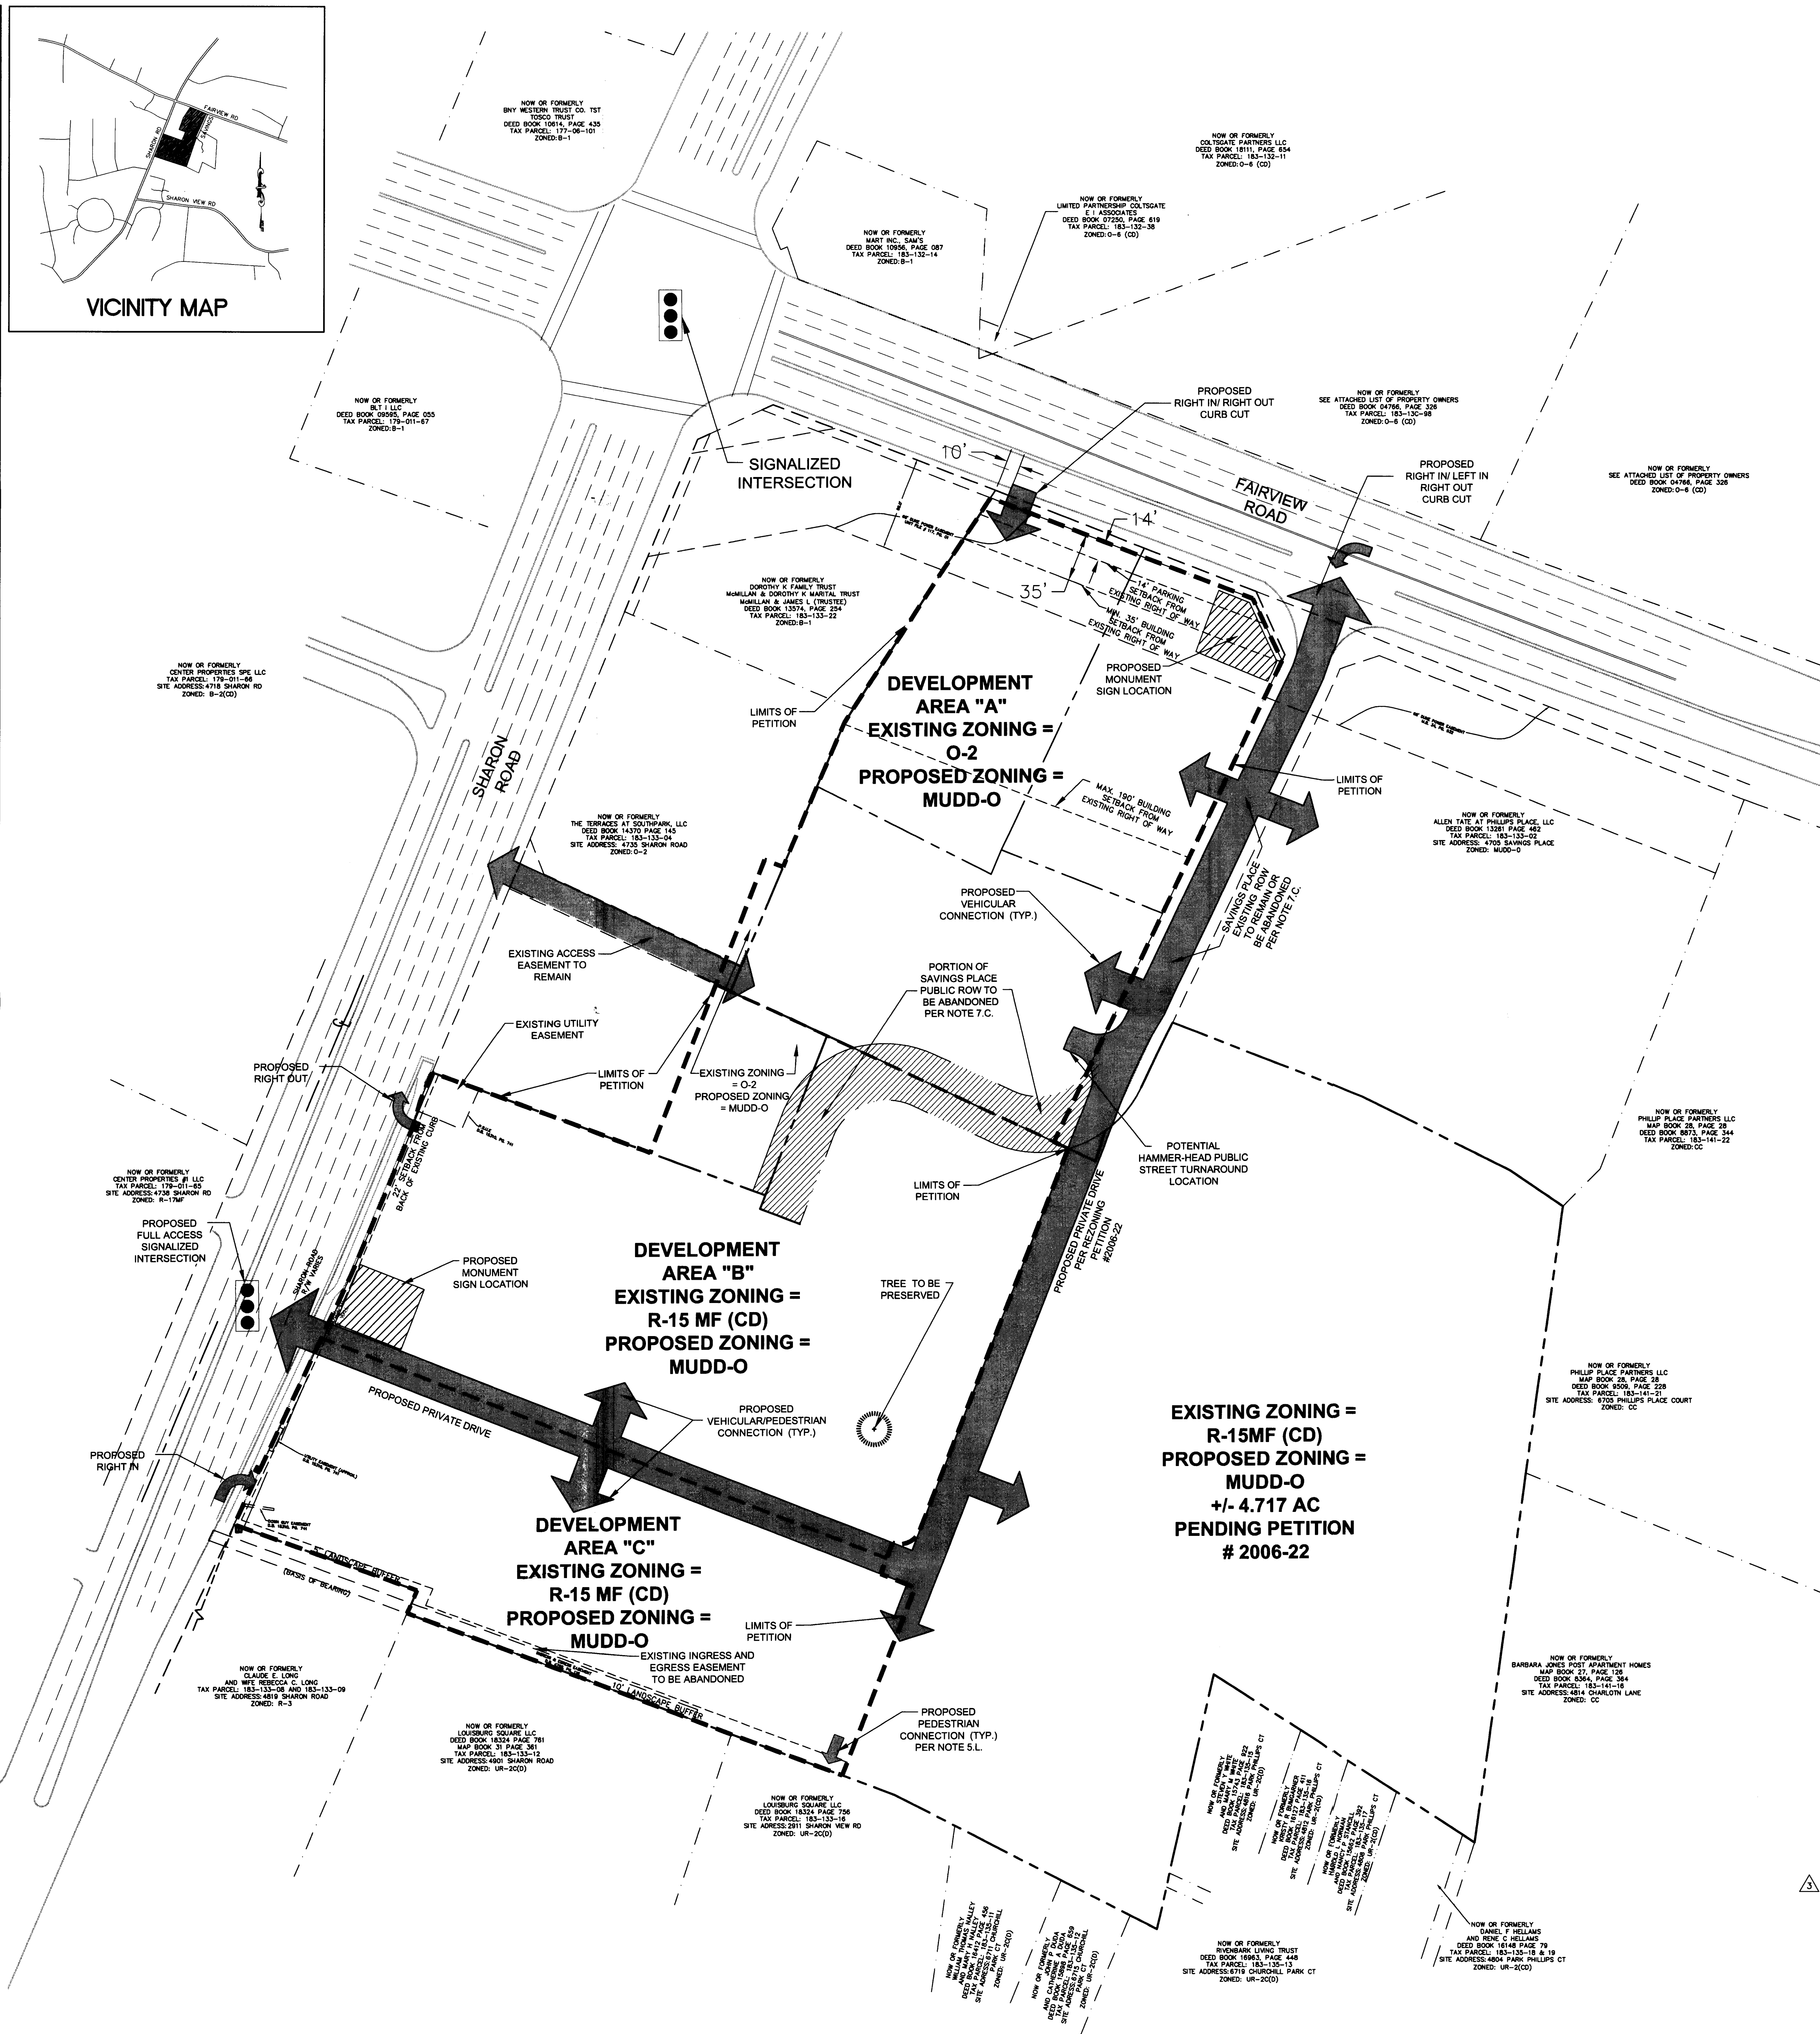 FAIRVIEW RD
SHARON RD
SAVINGS
SHARON VIEW RD
VICINITY MAP
NOW OR FORMERLY
BNY WESTERN TRUST CO. TST
TOSCO TRUST
DEED BOOK 10614, PAGE 435
TAX PARCEL: 177-06-101
ZONED: B-1
NOW OR FORMERLY
COLTSGATE PARTNERS LLC
DEED BOOK 18111, PAGE 654
TAX PARCEL: 183-132-11
ZONED: O-6 (CD)
NOW OR FORMERLY
LIMITED PARTNERSHIP COLTSGATE
E I ASSOCIATES
DEED BOOK 07250, PAGE 619
TAX PARCEL: 183-132-38
ZONED: O-6 (CD)
NOW OR FORMERLY
MART INC., SAM'S
DEED BOOK 10956, PAGE 087
TAX PARCEL: 183-132-14
ZONED: B-1
NOW OR FORMERLY
BLT I LLC
DEED BOOK 09595, PAGE 055
TAX PARCEL: 179-011-67
ZONED: B-1
SIGNALIZED
INTERSECTION
PROPOSED
RIGHT IN/ RIGHT OUT
CURB CUT
NOW OR FORMERLY
SEE ATTACHED LIST OF PROPERTY OWNERS
DEED BOOK 04766, PAGE 326
TAX PARCEL: 183-13C-98
ZONED: O-6 (CD)
NOW OR FORMERLY
SEE ATTACHED LIST OF PROPERTY OWNERS
DEED BOOK 04766, PAGE 326
ZONED: O-6 (CD)
PROPOSED
RIGHT IN/ LEFT IN
RIGHT OUT
CURB CUT
FAIRVIEW
ROAD
10'
14'
35'
14' PARKING
SETBACK FROM
EXISTING RIGHT OF WAY
MIN. 35' BUILDING
SETBACK FROM
EXISTING RIGHT OF WAY
PROPOSED
MONUMENT
SIGN LOCATION
NOW OR FORMERLY
DOROTHY K FAMILY TRUST
McMILLAN & DOROTHY K MARITAL TRUST
McMILLAN & JAMES L (TRUSTEE)
DEED BOOK 13574, PAGE 254
TAX PARCEL: 183-133-22
ZONED: B-1
NOW OR FORMERLY
CENTER PROPERTIES SPE LLC
TAX PARCEL: 179-011-66
SITE ADDRESS: 4718 SHARON RD
ZONED: B-2(CD)
LIMITS OF
PETITION
DEVELOPMENT
AREA "A"
EXISTING ZONING =
O-2
PROPOSED ZONING =
MUDD-O
SHARON
ROAD
MAX. 190' BUILDING
SETBACK FROM
EXISTING RIGHT OF WAY
LIMITS OF
PETITION
NOW OR FORMERLY
ALLEN TATE AT PHILLIPS PLACE, LLC
DEED BOOK 13261 PAGE 462
TAX PARCEL: 183-133-02
SITE ADDRESS: 4705 SAVINGS PLACE
ZONED: MUDD-O
NOW OR FORMERLY
THE TERRACES AT SOUTHPARK, LLC
DEED BOOK 14370 PAGE 145
TAX PARCEL: 183-133-04
SITE ADDRESS: 4735 SHARON ROAD
ZONED: O-2
PROPOSED
VEHICULAR
CONNECTION (TYP.)
SAVINGS PLACE
EXISTING ROW
TO REMAIN OR
BE ABANDONED
PER NOTE 7.C.
EXISTING ACCESS
EASEMENT TO
REMAIN
PORTION OF
SAVINGS PLACE
PUBLIC ROW TO
BE ABANDONED
PER NOTE 7.C.
EXISTING UTILITY
EASEMENT
PROPOSED
RIGHT OUT
LIMITS OF
PETITION
EXISTING ZONING
= O-2
PROPOSED ZONING
= MUDD-O
22' SETBACK FROM
BACK OF EXISTING CURB
POTENTIAL
HAMMER-HEAD PUBLIC
STREET TURNAROUND
LOCATION
LIMITS OF
PETITION
NOW OR FORMERLY
PHILLIP PLACE PARTNERS LLC
MAP BOOK 28, PAGE 28
DEED BOOK 8873, PAGE 344
TAX PARCEL: 183-141-22
ZONED: CC
NOW OR FORMERLY
CENTER PROPERTIES #1 LLC
TAX PARCEL: 179-011-65
SITE ADDRESS: 4738 SHARON RD
ZONED: R-17MF
PROPOSED
FULL ACCESS
SIGNALIZED
INTERSECTION
SHARON ROAD
R/W VARIES
PROPOSED
MONUMENT
SIGN LOCATION
DEVELOPMENT
AREA "B"
EXISTING ZONING =
R-15 MF (CD)
PROPOSED ZONING =
MUDD-O
TREE TO BE
PRESERVED
PROPOSED PRIVATE DRIVE
PER REZONING
PETITION
#2006-22
PROPOSED PRIVATE DRIVE
PROPOSED
VEHICULAR/PEDESTRIAN
CONNECTION (TYP.)
NOW OR FORMERLY
PHILLIP PLACE PARTNERS LLC
MAP BOOK 28, PAGE 28
DEED BOOK 9509, PAGE 228
TAX PARCEL: 183-141-21
SITE ADDRESS: 6705 PHILLIPS PLACE COURT
ZONED: CC
EXISTING ZONING =
R-15MF (CD)
PROPOSED ZONING =
MUDD-O
+/- 4.717 AC
PENDING PETITION
# 2006-22
PROPOSED
RIGHT IN
DEVELOPMENT
AREA "C"
EXISTING ZONING =
R-15 MF (CD)
PROPOSED ZONING =
MUDD-O
LANDSCAPE BUFFER
(BASIS OF BEARING)
LIMITS OF
PETITION
EXISTING INGRESS AND
EGRESS EASEMENT
TO BE ABANDONED
10' LANDSCAPE BUFFER
PROPOSED
PEDESTRIAN
CONNECTION (TYP.)
PER NOTE 5.L.
NOW OR FORMERLY
CLAUDE E. LONG
AND WIFE REBECCA C. LONG
TAX PARCEL: 183-133-08 AND 183-133-09
SITE ADDRESS: 4819 SHARON ROAD
ZONED: R-3
NOW OR FORMERLY
LOUISBURG SQUARE LLC
DEED BOOK 18324 PAGE 761
MAP BOOK 31 PAGE 361
TAX PARCEL: 183-133-12
SITE ADDRESS: 4901 SHARON ROAD
ZONED: UR-2C(D)
NOW OR FORMERLY
LOUISBURG SQUARE LLC
DEED BOOK 18324 PAGE 756
TAX PARCEL: 183-133-16
SITE ADRESS: 2911 SHARON VIEW RD
ZONED: UR-2C(D)
NOW OR FORMERLY
BARBARA JONES POST APARTMENT HOMES
MAP BOOK 27, PAGE 126
DEED BOOK 8364, PAGE 364
TAX PARCEL: 183-141-16
SITE ADDRESS: 4814 CHARLOTN LANE
ZONED: CC
NOW OR FORMERLY
RIVENBARK LIVING TRUST
DEED BOOK 16963, PAGE 448
TAX PARCEL: 183-135-13
SITE ADDRESS: 6719 CHURCHILL PARK CT
ZONED: UR-2C(D)
NOW OR FORMERLY
DANIEL F HELLAMS
AND RENE C HELLAMS
DEED BOOK 16148 PAGE 79
TAX PARCEL: 183-135-18 & 19
SITE ADDRESS: 4804 PARK PHILLIPS CT
ZONED: UR-2(CD)
3